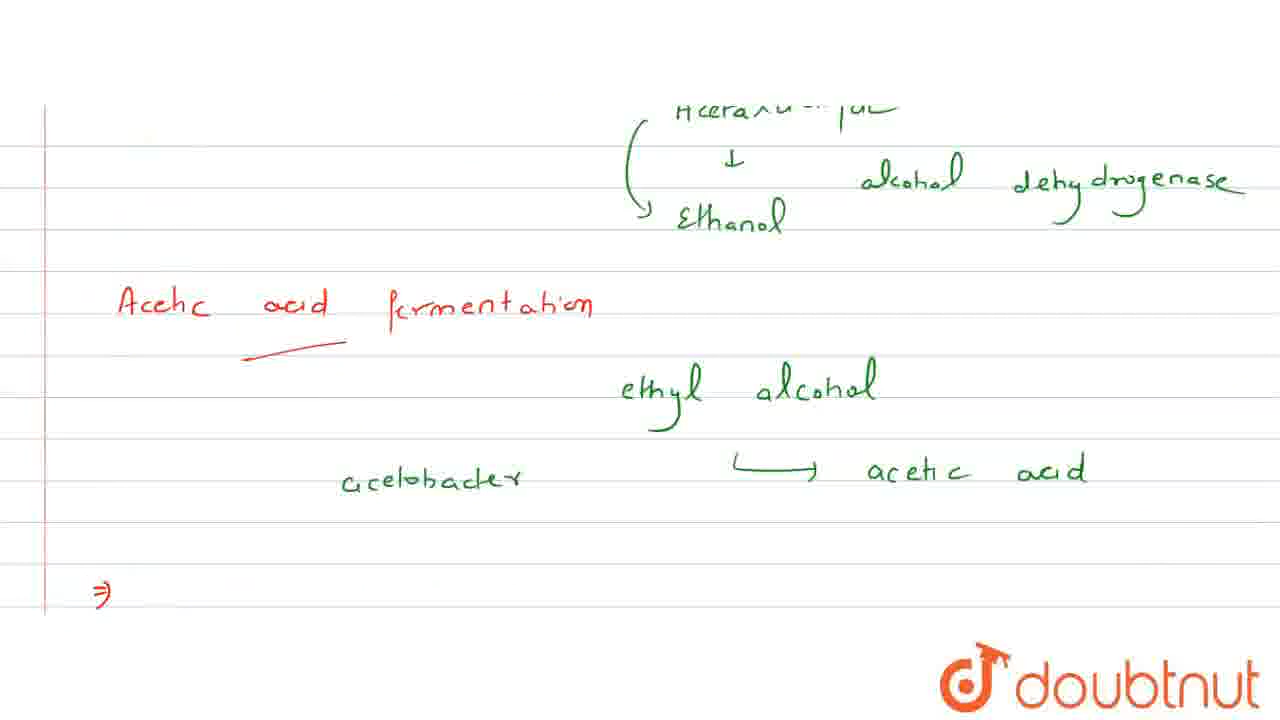 ↓
alcohol dehydrogenase
Ethanol
Acetic acid fermentation
ethyl alcohol
acetobacter → acetic acid
⇒
doubtnut